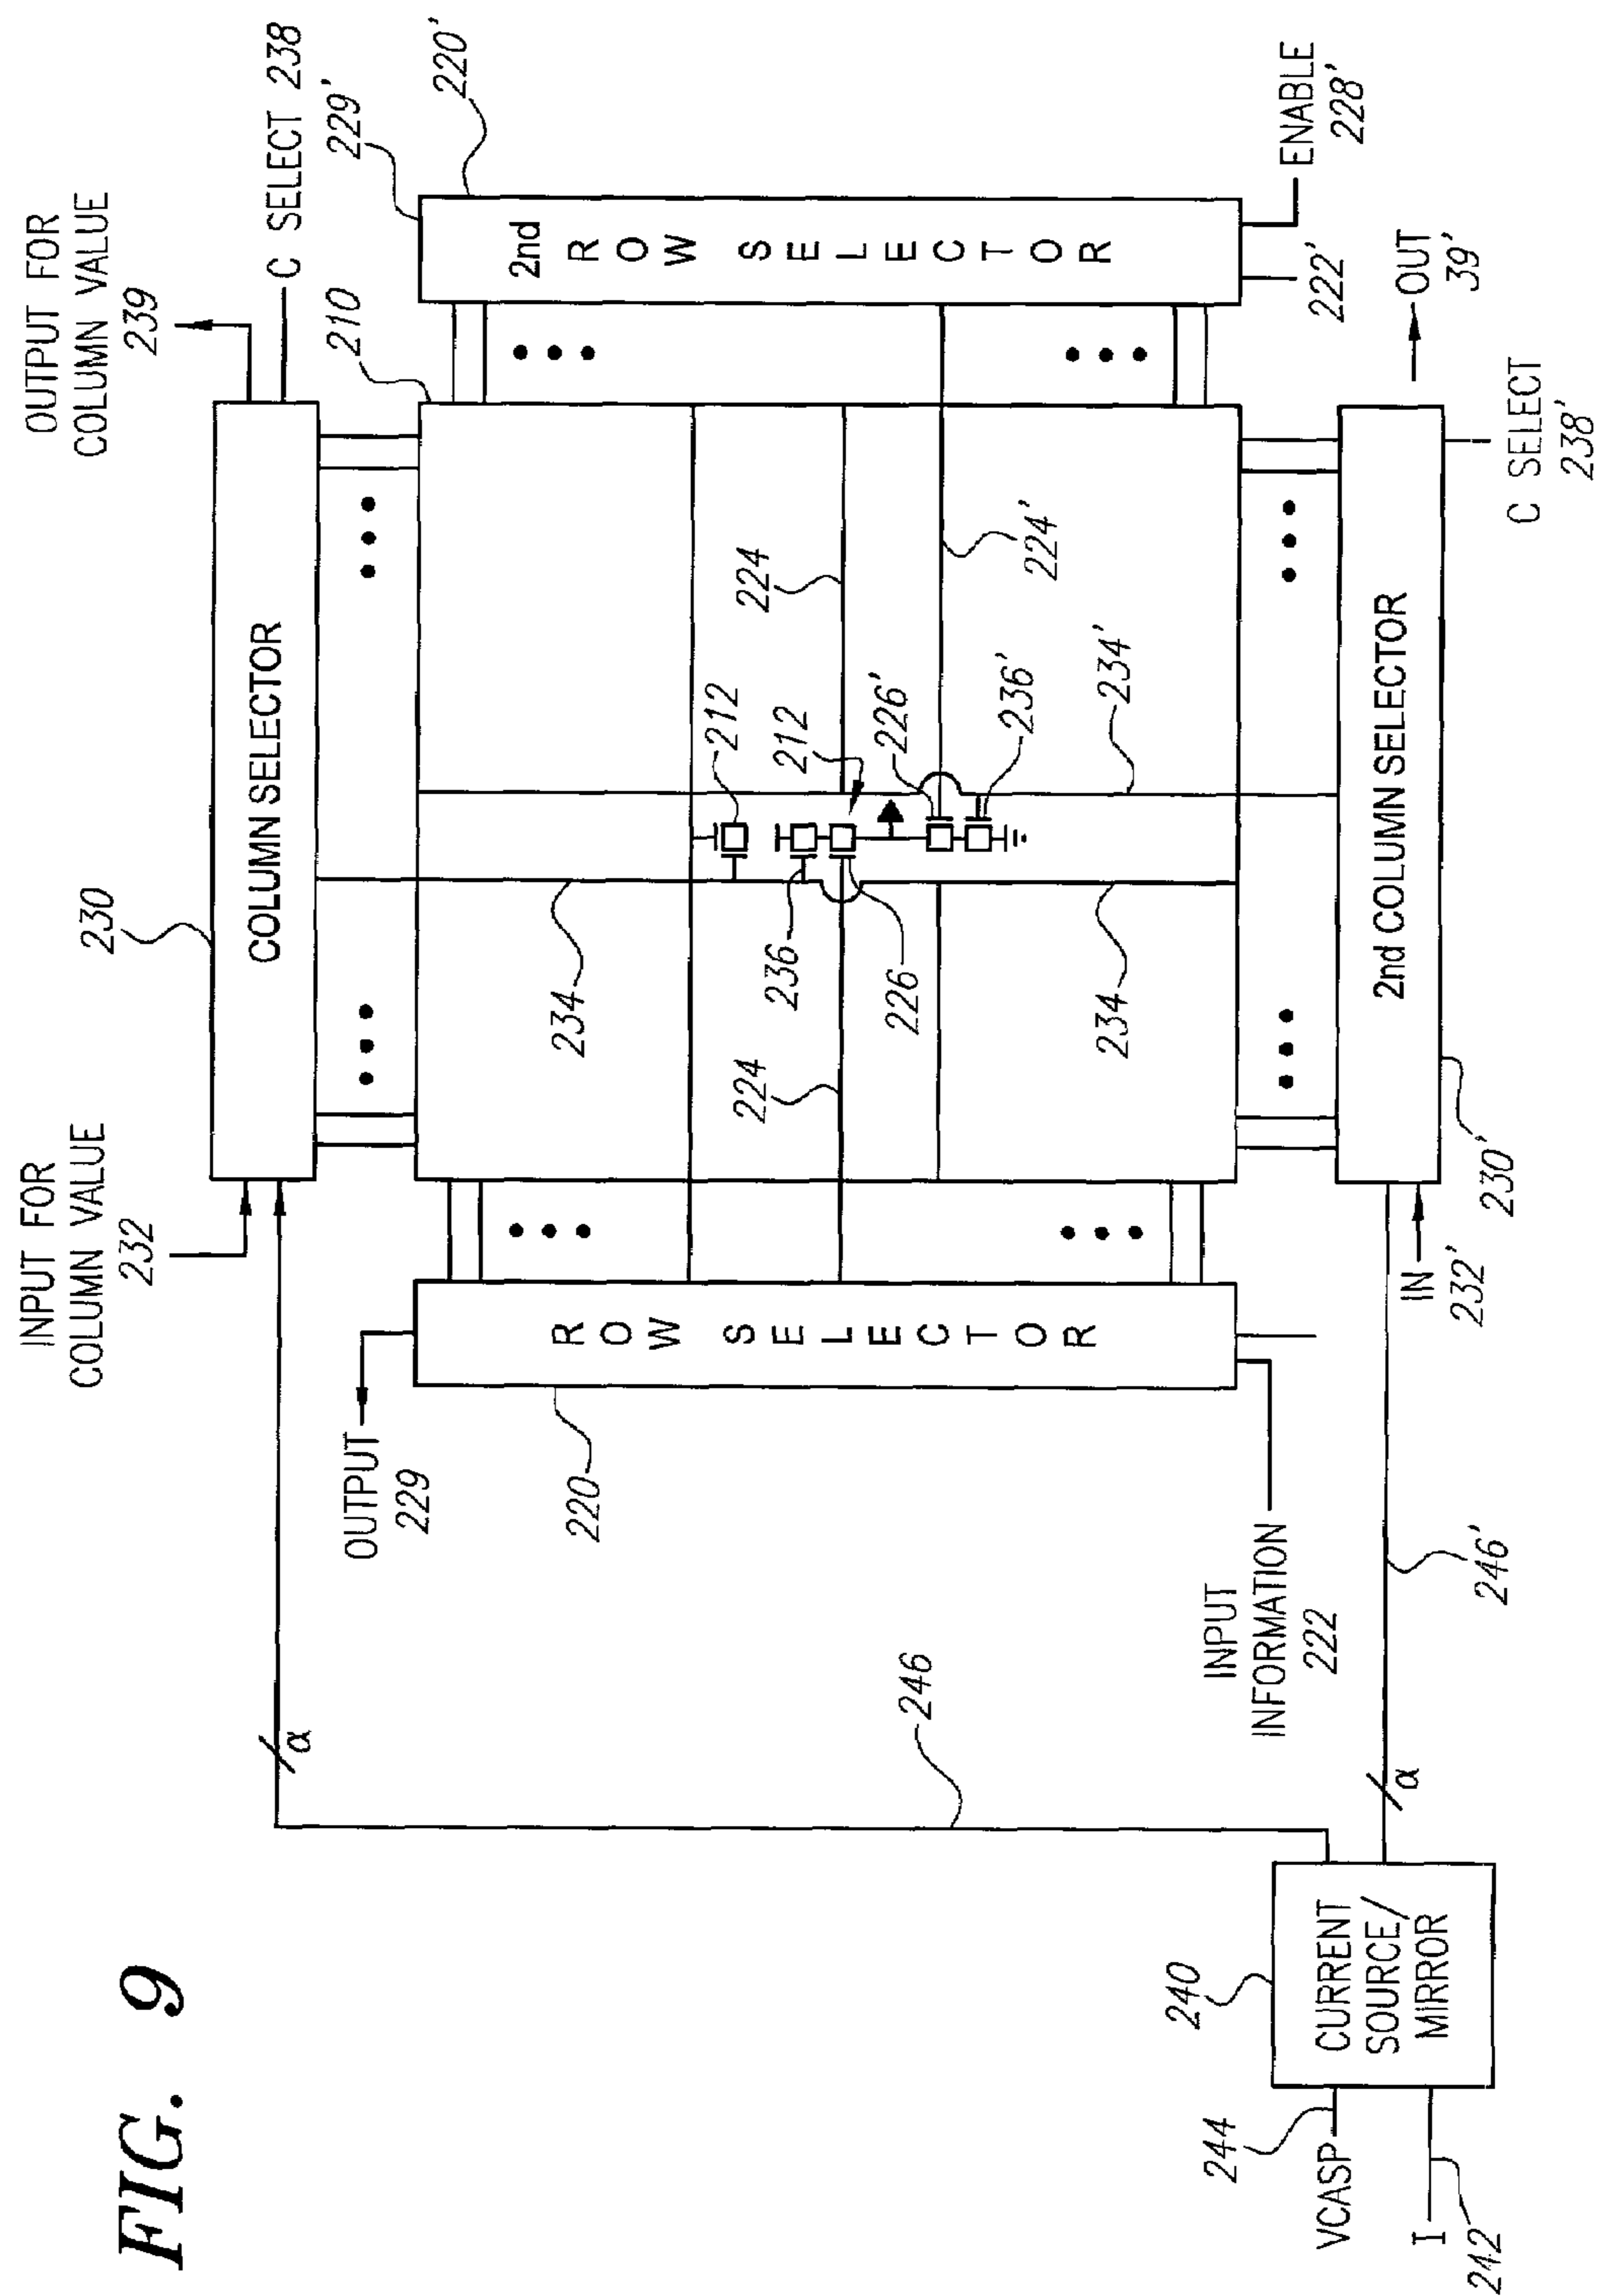 FIG. 9
INPUT FOR
COLUMN VALUE
232
OUTPUT FOR
COLUMN VALUE
239
C SELECT 238
230
COLUMN SELECTOR
210
229'
220'
OUTPUT
229
220
ROW SELECTOR
2nd
ROW SELECTOR
234
224
224
212
212
236
226
226'
236'
224'
234
234'
222'
ENABLE
228'
INPUT
INFORMATION
222
α
246
α
246'
IN
232'
230'
2nd COLUMN SELECTOR
OUT
39'
C SELECT
238'
240
CURRENT
SOURCE/
MIRROR
VCASP
244
I
242